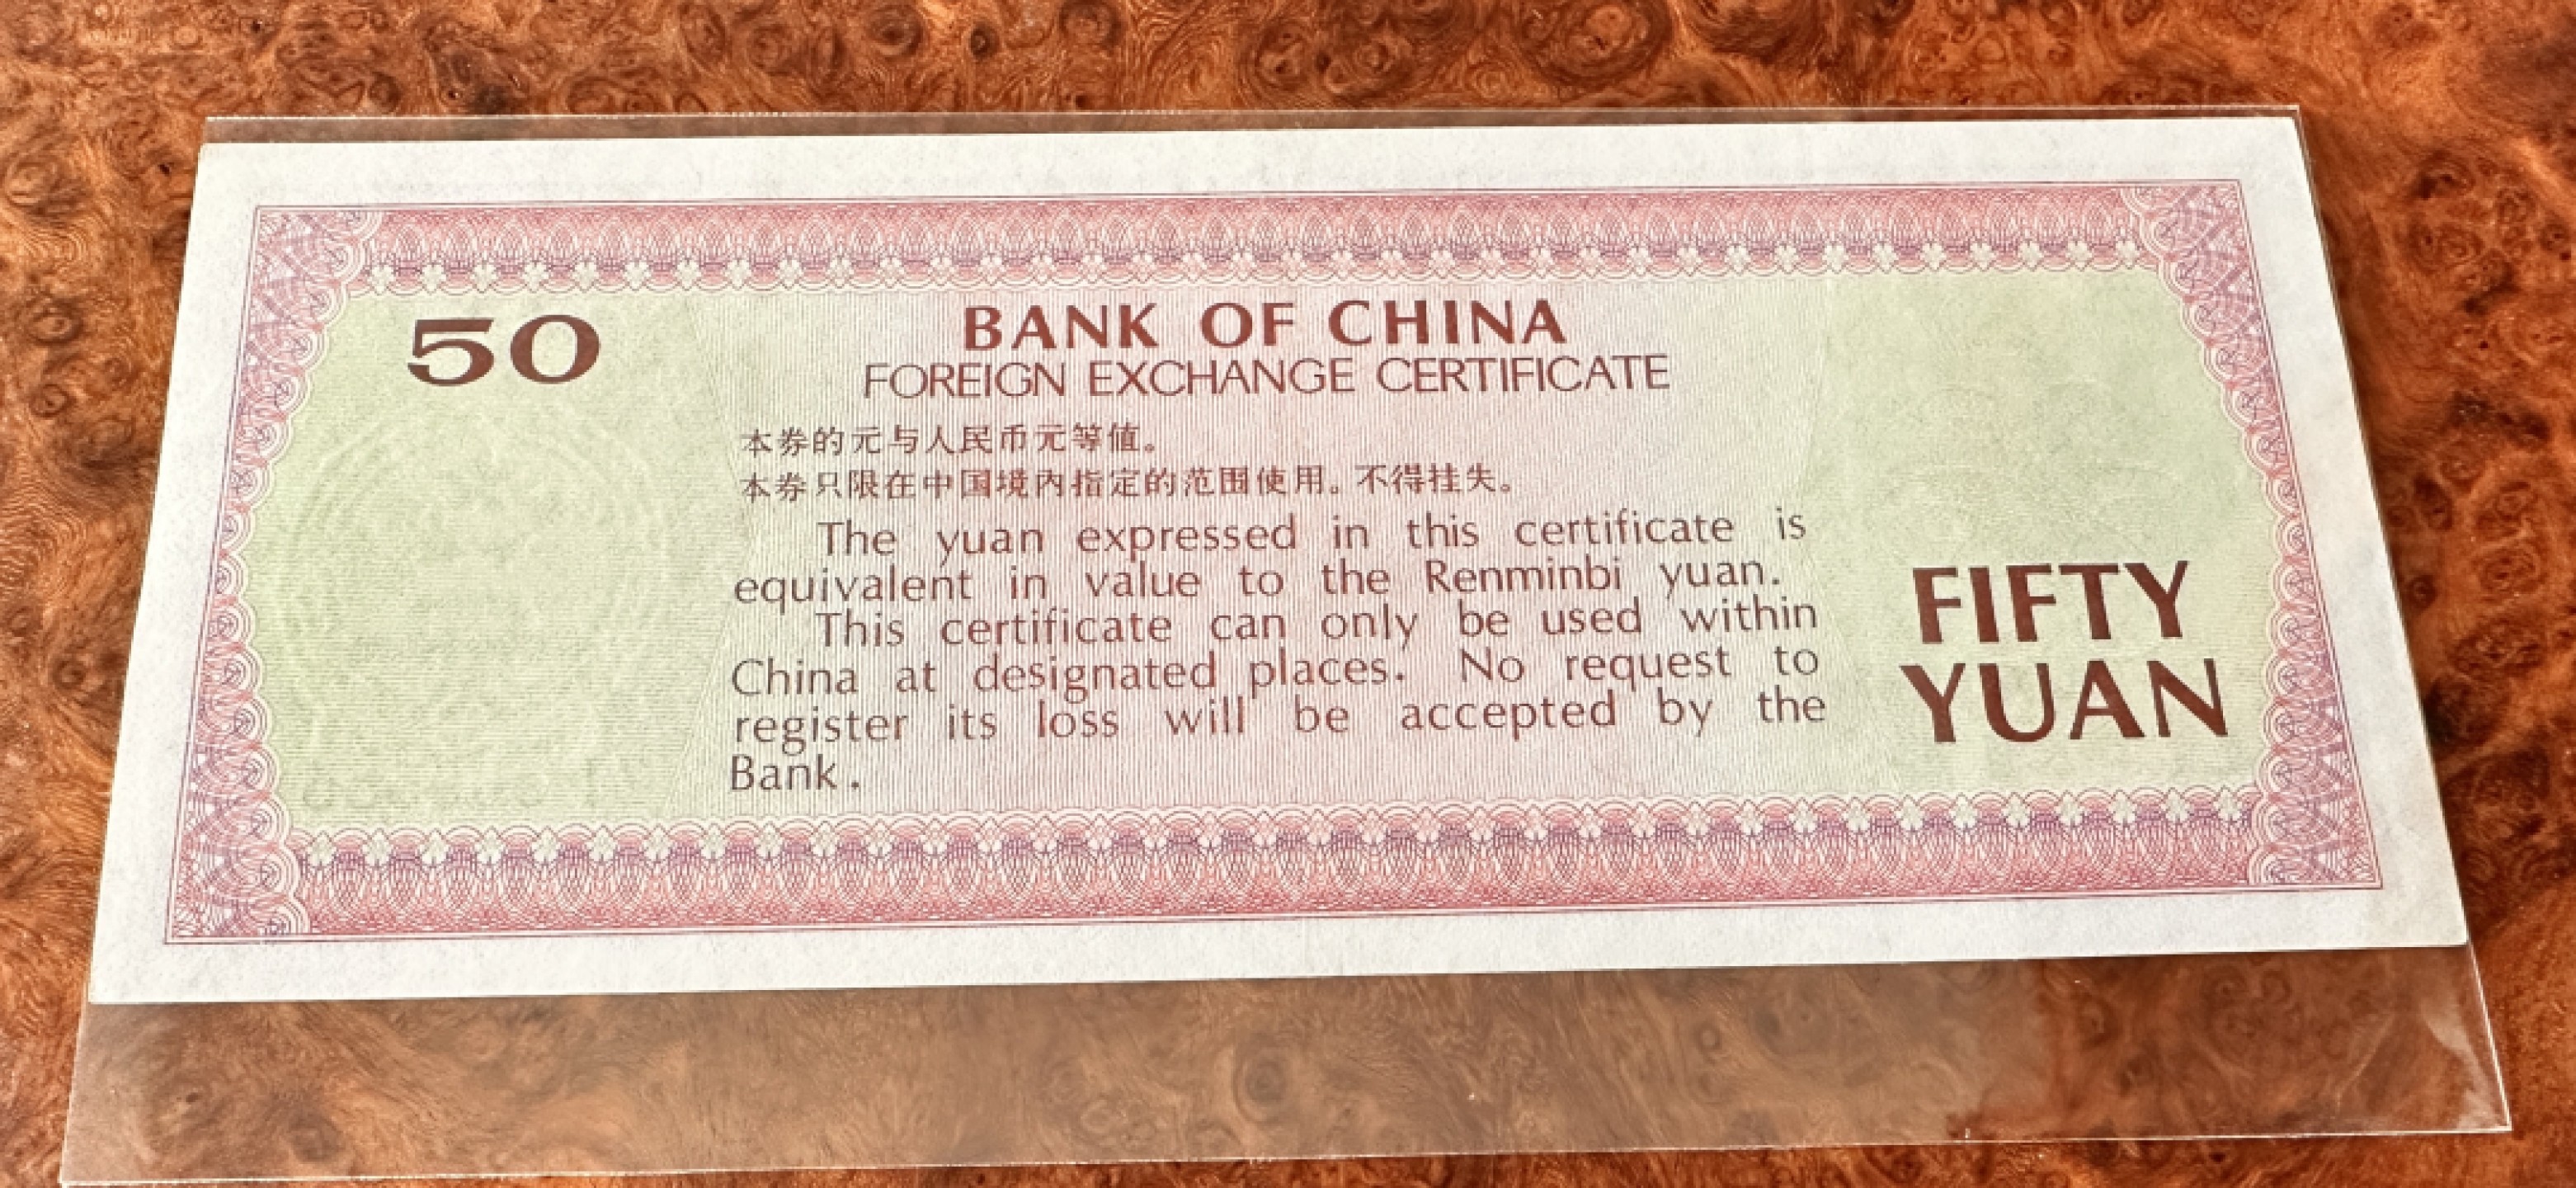 50
BANK OF CHINA
FOREIGN EXCHANGE CERTIFICATE
本券的元与人民币元等值。
本券只限在中国境内指定的范围使用。不得挂失。
The yuan expressed in this certificate is
equivalent in value to the Renminbi yuan.
This certificate can only be used within
China at designated places. No request to
register its loss will be accepted by the
Bank.
FIFTY
YUAN